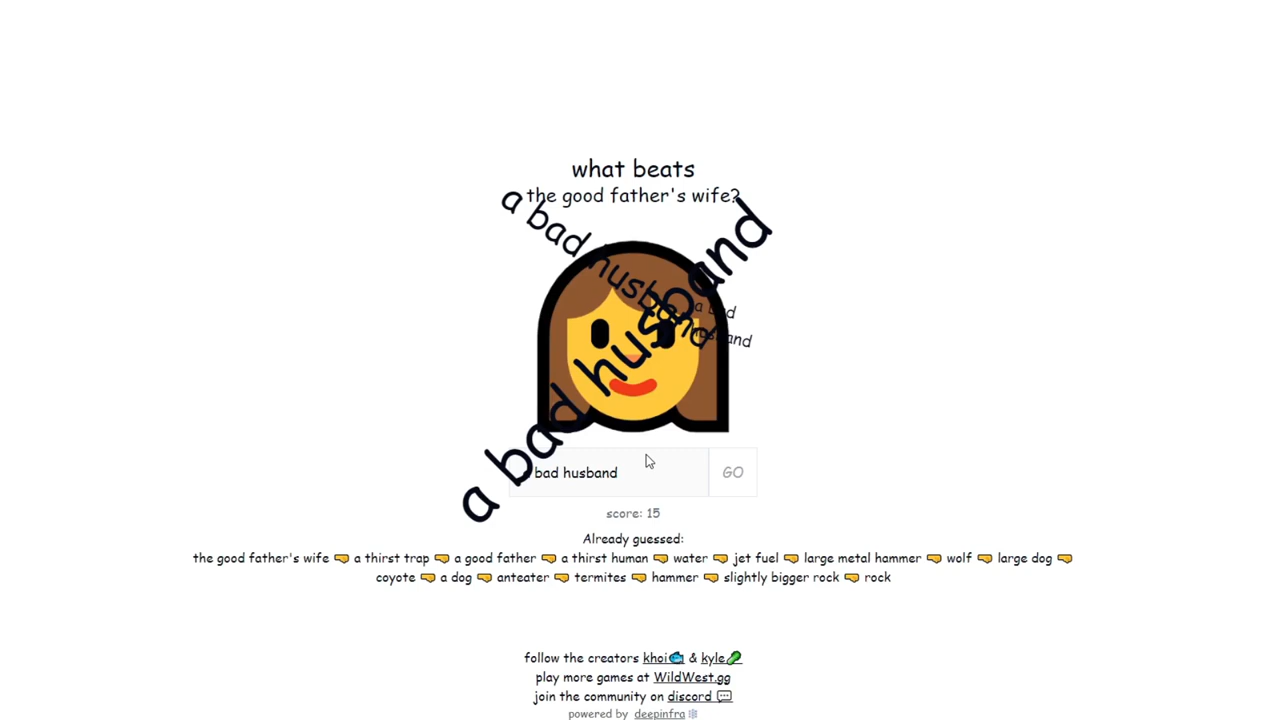 what beats
the good father's wife?
a bad husband
a bad husband
a bad
husband
a bad husband
GO
score: 15
Already guessed:
the good father's wife 🤜 a thirst trap 🤜 a good father 🤜 a thirst human 🤜 water 🤜 jet fuel 🤜 large metal hammer 🤜 wolf 🤜 large dog 🤜
coyote 🤜 a dog 🤜 anteater 🤜 termites 🤜 hammer 🤜 slightly bigger rock 🤜 rock
follow the creators khoi🐟 & kyle🥒
play more games at WildWest.gg
join the community on discord 💬
powered by deepinfra🕸️